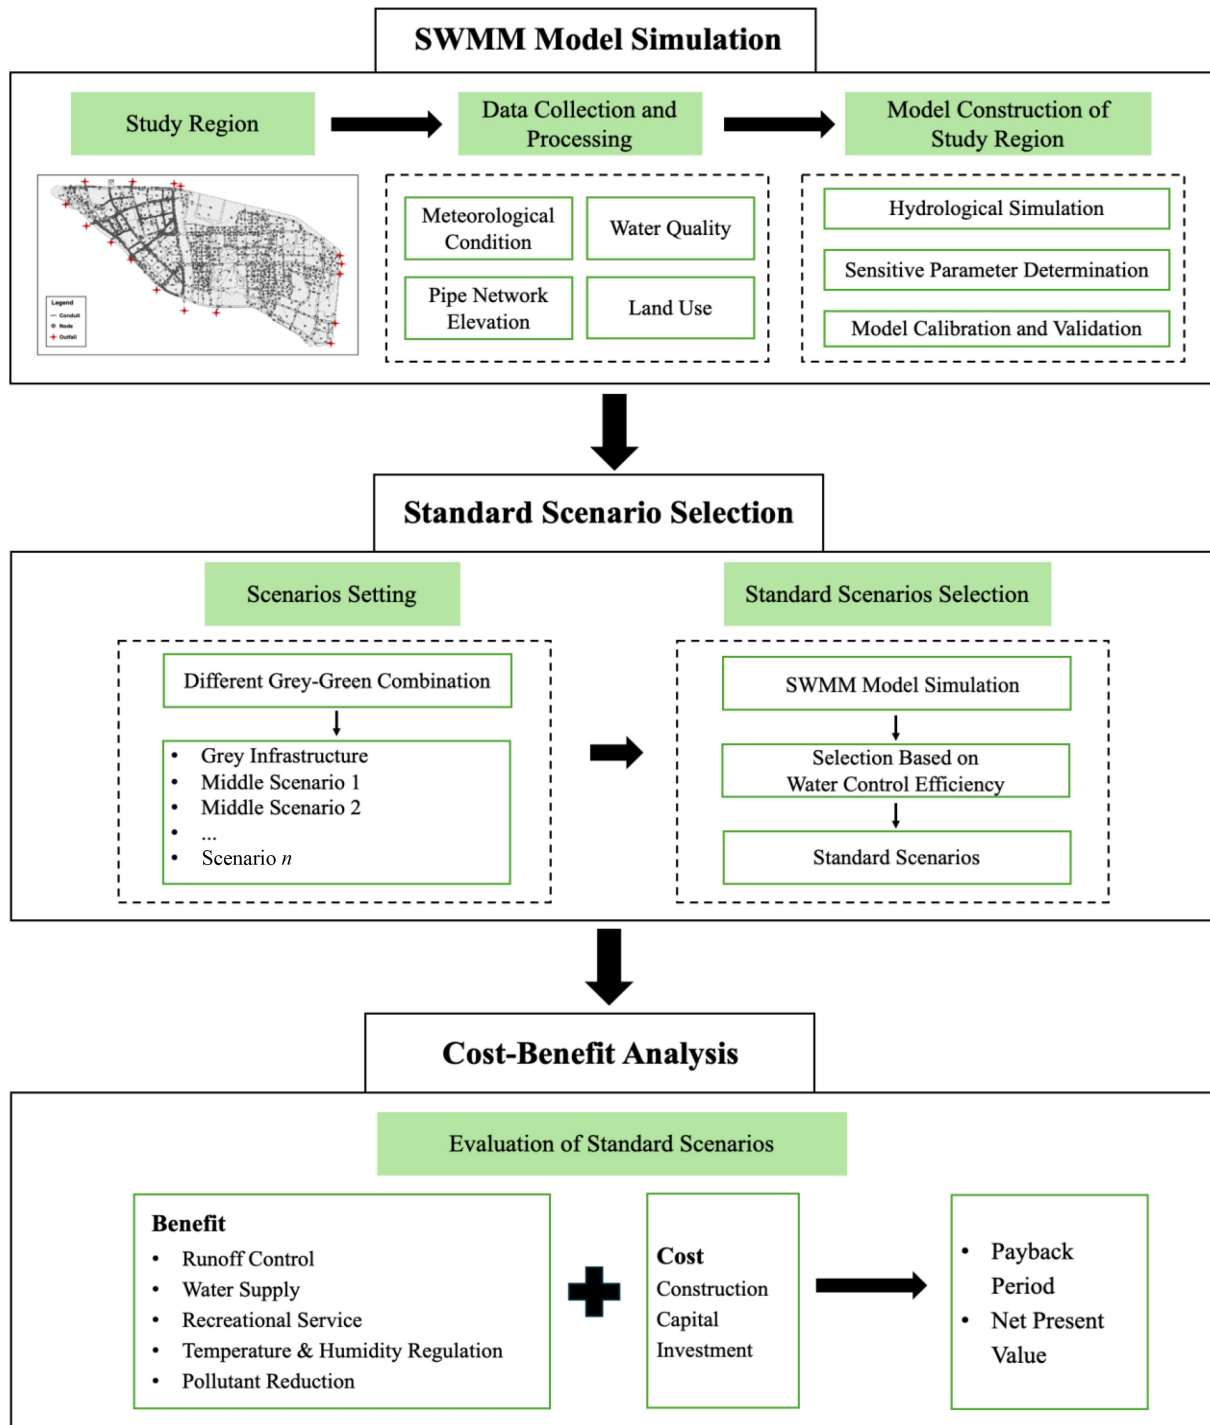 SWMM Model Simulation
Study Region
Data Collection and
Processing
Model Construction of
Study Region
Legend
Conduit
Node
Outfall
Meteorological
Condition
Water Quality
Pipe Network
Elevation
Land Use
Hydrological Simulation
Sensitive Parameter Determination
Model Calibration and Validation
Standard Scenario Selection
Scenarios Setting
Standard Scenarios Selection
Different Grey-Green Combination
• Grey Infrastructure
• Middle Scenario 1
• Middle Scenario 2
• ...
• Scenario n
SWMM Model Simulation
Selection Based on
Water Control Efficiency
Standard Scenarios
Cost-Benefit Analysis
Evaluation of Standard Scenarios
Benefit
• Runoff Control
• Water Supply
• Recreational Service
• Temperature & Humidity Regulation
• Pollutant Reduction
Cost
Construction
Capital
Investment
• Payback
Period
• Net Present
Value